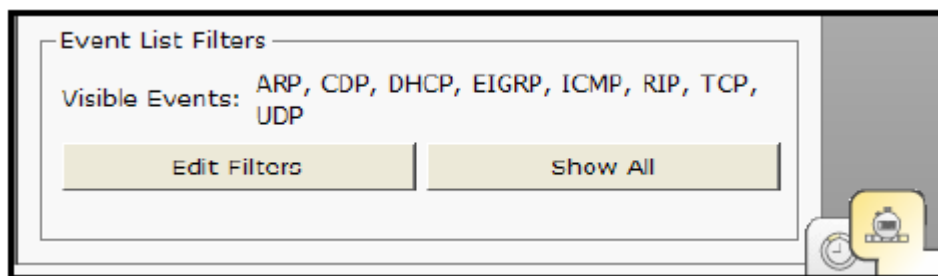 Event List Filters
Visible Events: ARP, CDP, DHCP, EIGRP, ICMP, RIP, TCP,
UDP
Edit Filters
Show All